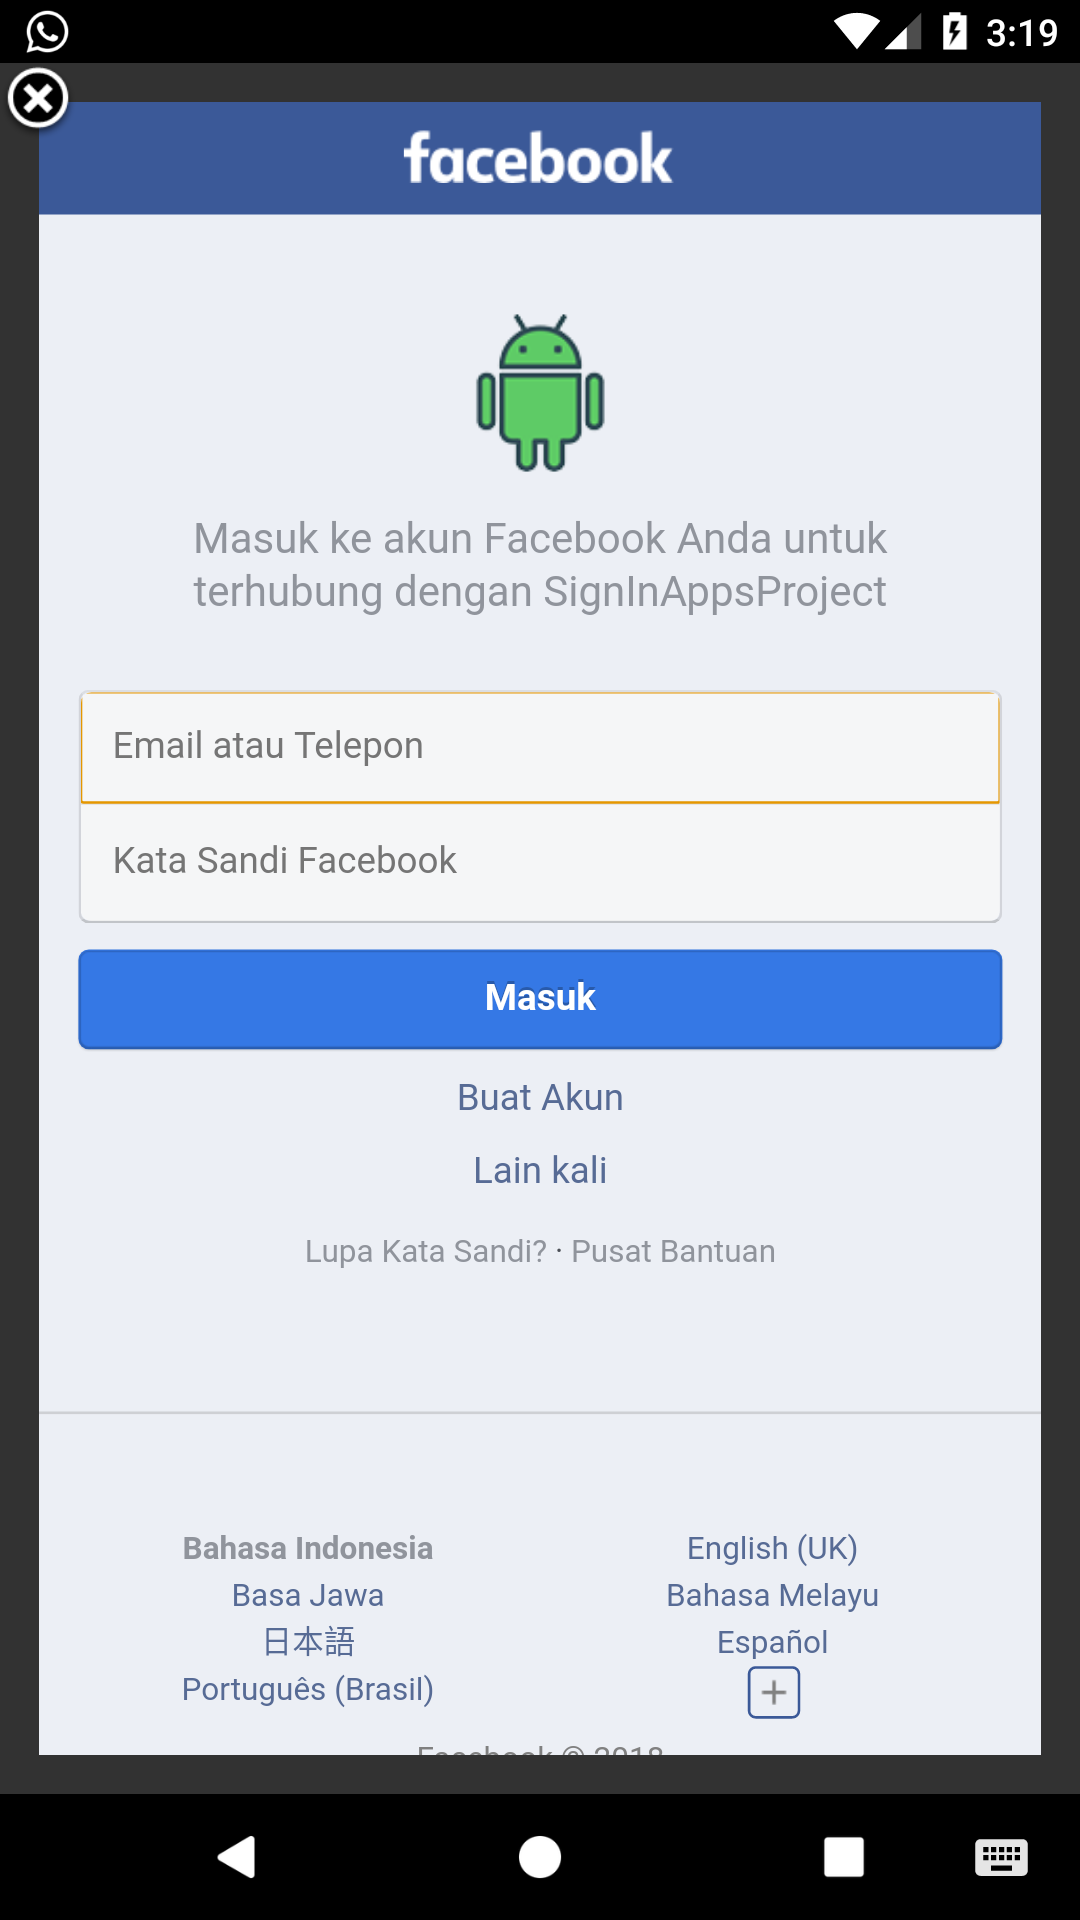 3:19
facebook
Masuk ke akun Facebook Anda untuk
terhubung dengan SignInAppsProject
Email atau Telepon
Kata Sandi Facebook
Masuk
Buat Akun
Lain kali
Lupa Kata Sandi? · Pusat Bantuan
Bahasa Indonesia
English (UK)
Basa Jawa
Bahasa Melayu
日本語
Español
Português (Brasil)
Facebook © 2018